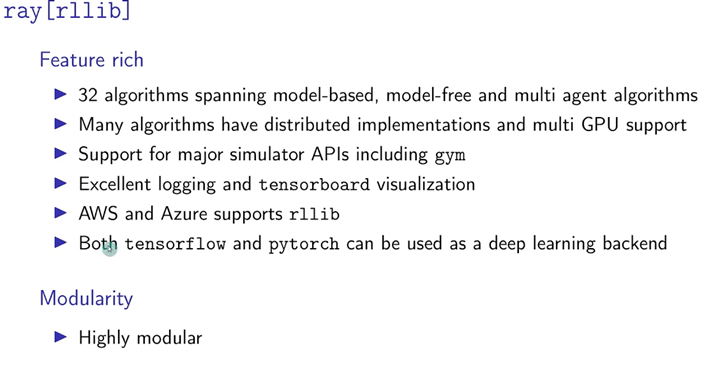 ray[rllib]
Feature rich
▶ 32 algorithms spanning model-based, model-free and multi agent algorithms
▶ Many algorithms have distributed implementations and multi GPU support
▶ Support for major simulator APIs including gym
▶ Excellent logging and tensorboard visualization
▶ AWS and Azure supports rllib
▶ Both tensorflow and pytorch can be used as a deep learning backend
Modularity
▶ Highly modular